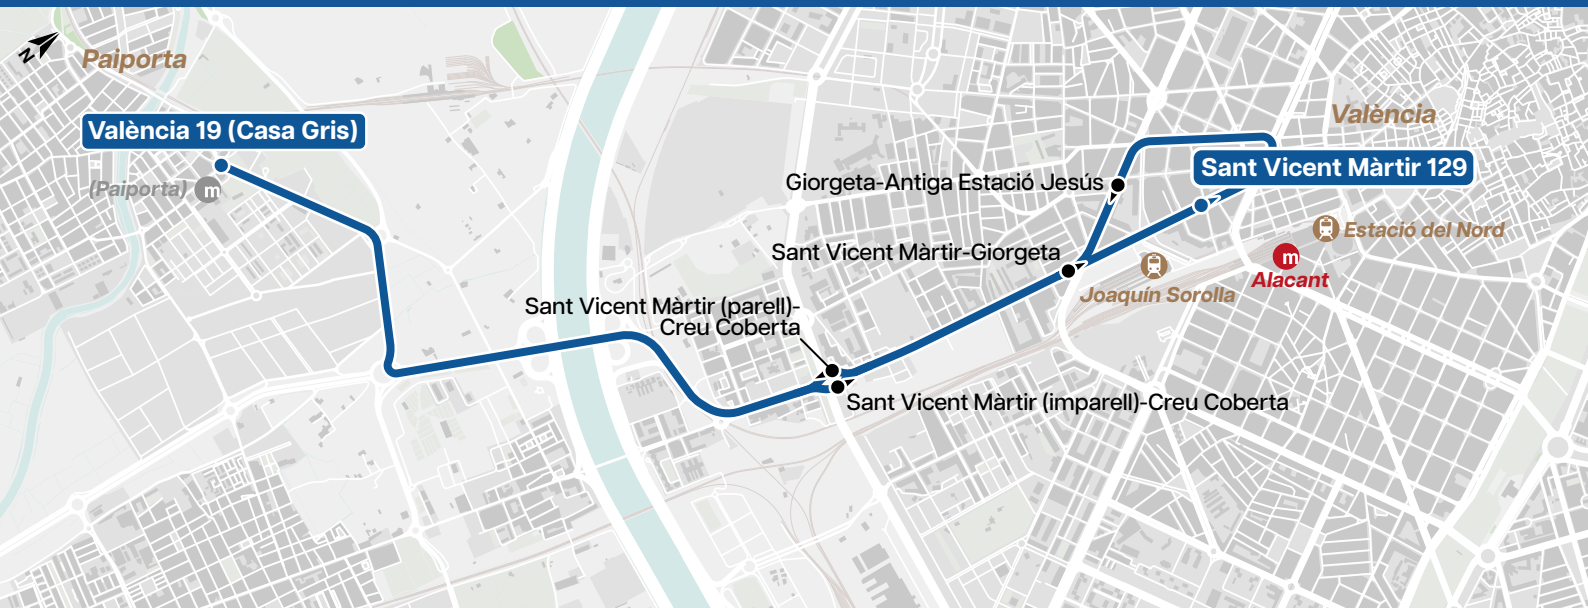 N
Paiporta
València 19 (Casa Gris)
(Paiporta) m
València
Sant Vicent Màrtir 129
Giorgeta-Antiga Estació Jesús
Estació del Nord
Sant Vicent Màrtir-Giorgeta
m
Alacant
Joaquín Sorolla
Sant Vicent Màrtir (parell)-
Creu Coberta
Sant Vicent Màrtir (imparell)-Creu Coberta